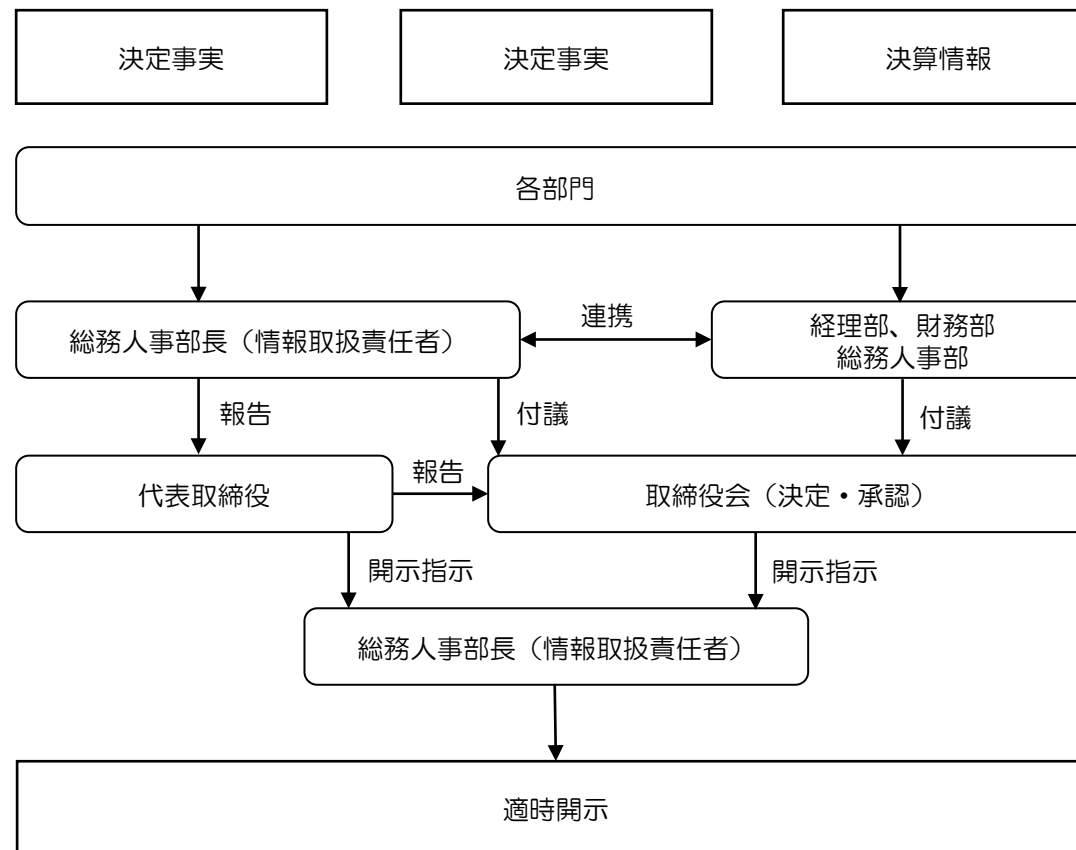 決定事実
決定事実
決算情報
各部門
総務人事部長（情報取扱責任者）
連携
経理部、財務部
総務人事部
報告
付議
付議
代表取締役
報告
取締役会（決定・承認）
開示指示
開示指示
総務人事部長（情報取扱責任者）
適時開示